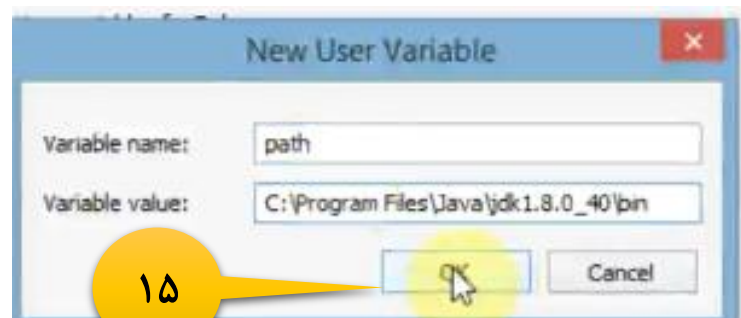 New User Variable
Variable name:
path
Variable value:
C:\Program Files\Java\jdk1.8.0_40\bin
OK
Cancel
۱۵